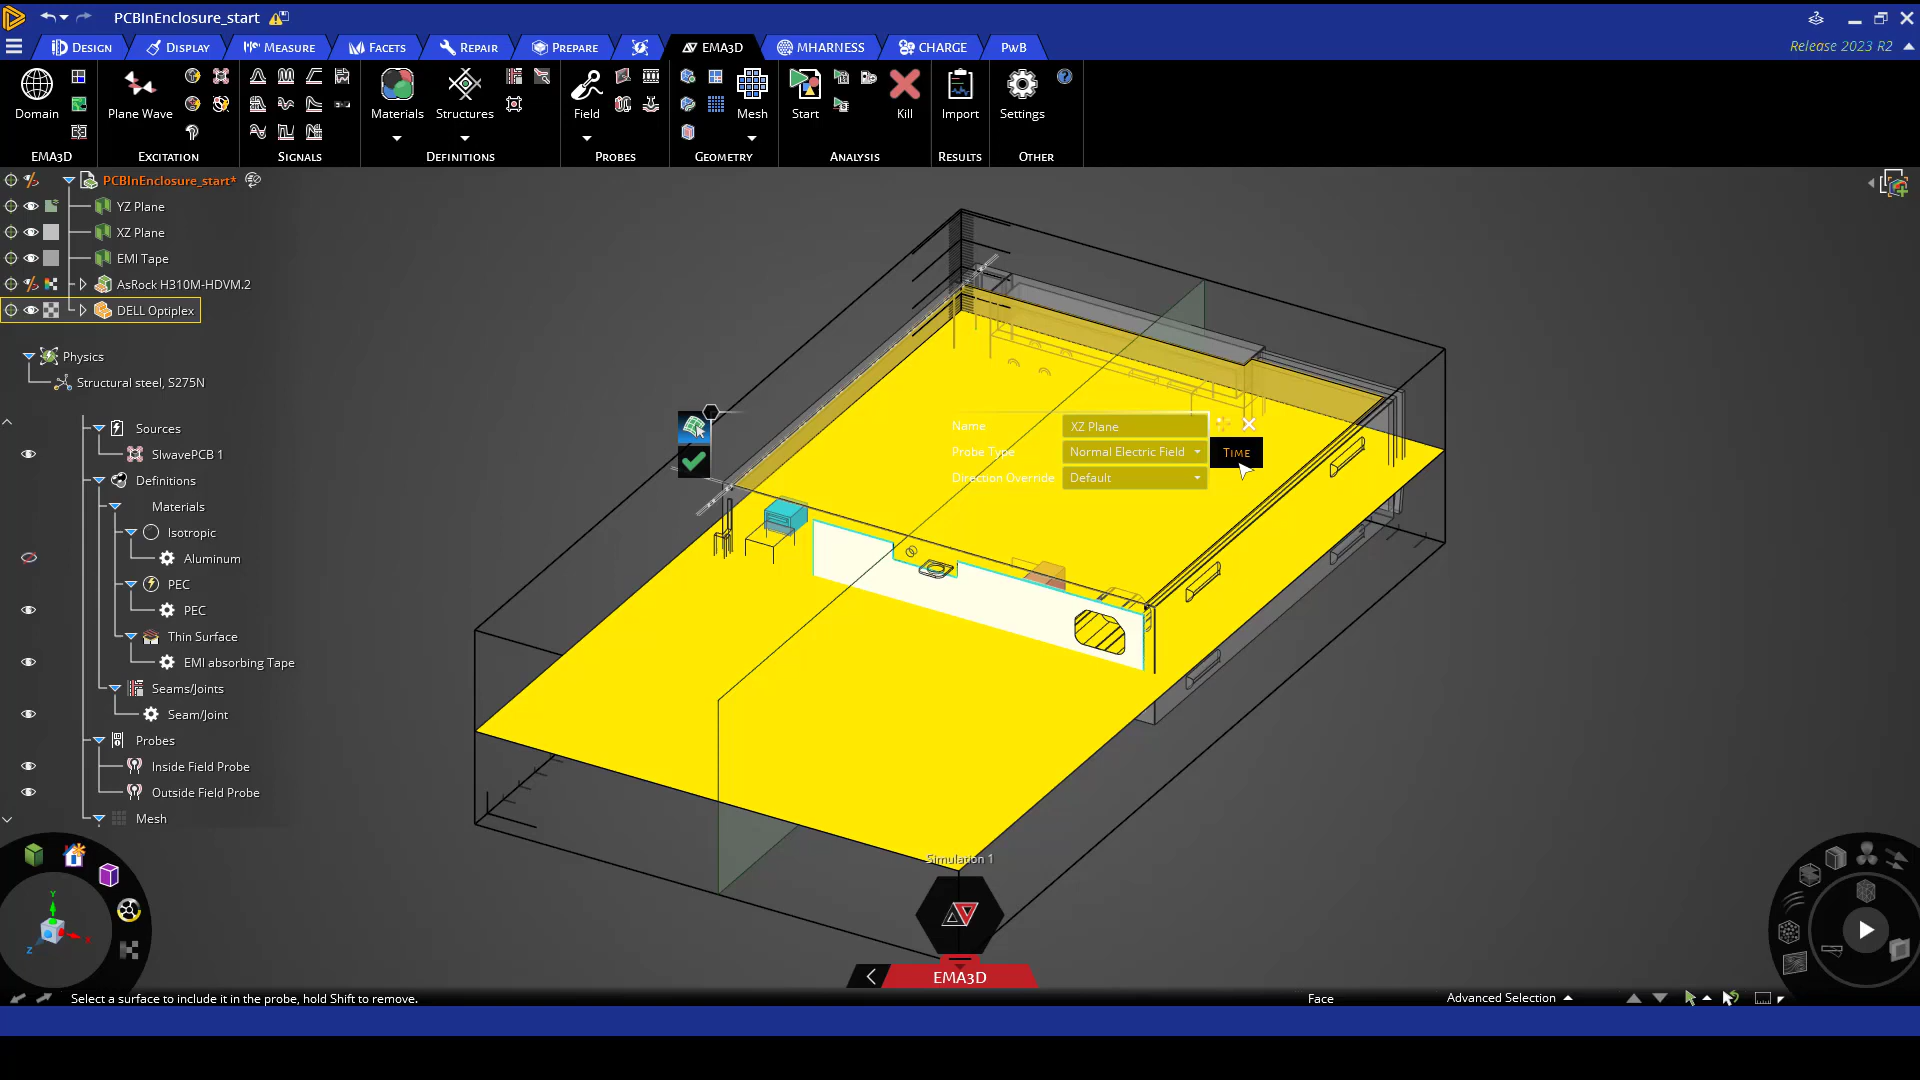 PCBInEnclosure_start
Design
Display
Measure
Facets
Repair
Prepare
EMA3D
MHARNESS
CHARGE
PwB
Release 2023 R2
Domain
Plane Wave
Materials
Structures
Field
Mesh
Start
Kill
Import
Settings
EMA3D
Excitation
Signals
Definitions
Probes
Geometry
Analysis
Results
Other
PCBInEnclosure_start*
YZ Plane
XZ Plane
EMI Tape
AsRock H310M-HDVM.2
DELL Optiplex
Physics
Structural steel, S275N
Sources
SIwavePCB 1
Definitions
Materials
Isotropic
Aluminum
PEC
PEC
Thin Surface
EMI absorbing Tape
Seams/Joints
Seam/Joint
Probes
Inside Field Probe
Outside Field Probe
Mesh
Name
XZ Plane
Probe Type
Normal Electric Field
Time
Direction Override
Default
Simulation 1
EMA3D
Y
X
Z
Select a surface to include it in the probe, hold Shift to remove.
Face
Advanced Selection